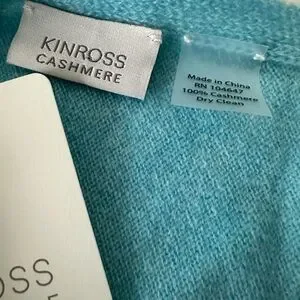 KINROSS
CASHMERE
Made in China
RN 104647
100% Cashmere
Dry Clean
OSS